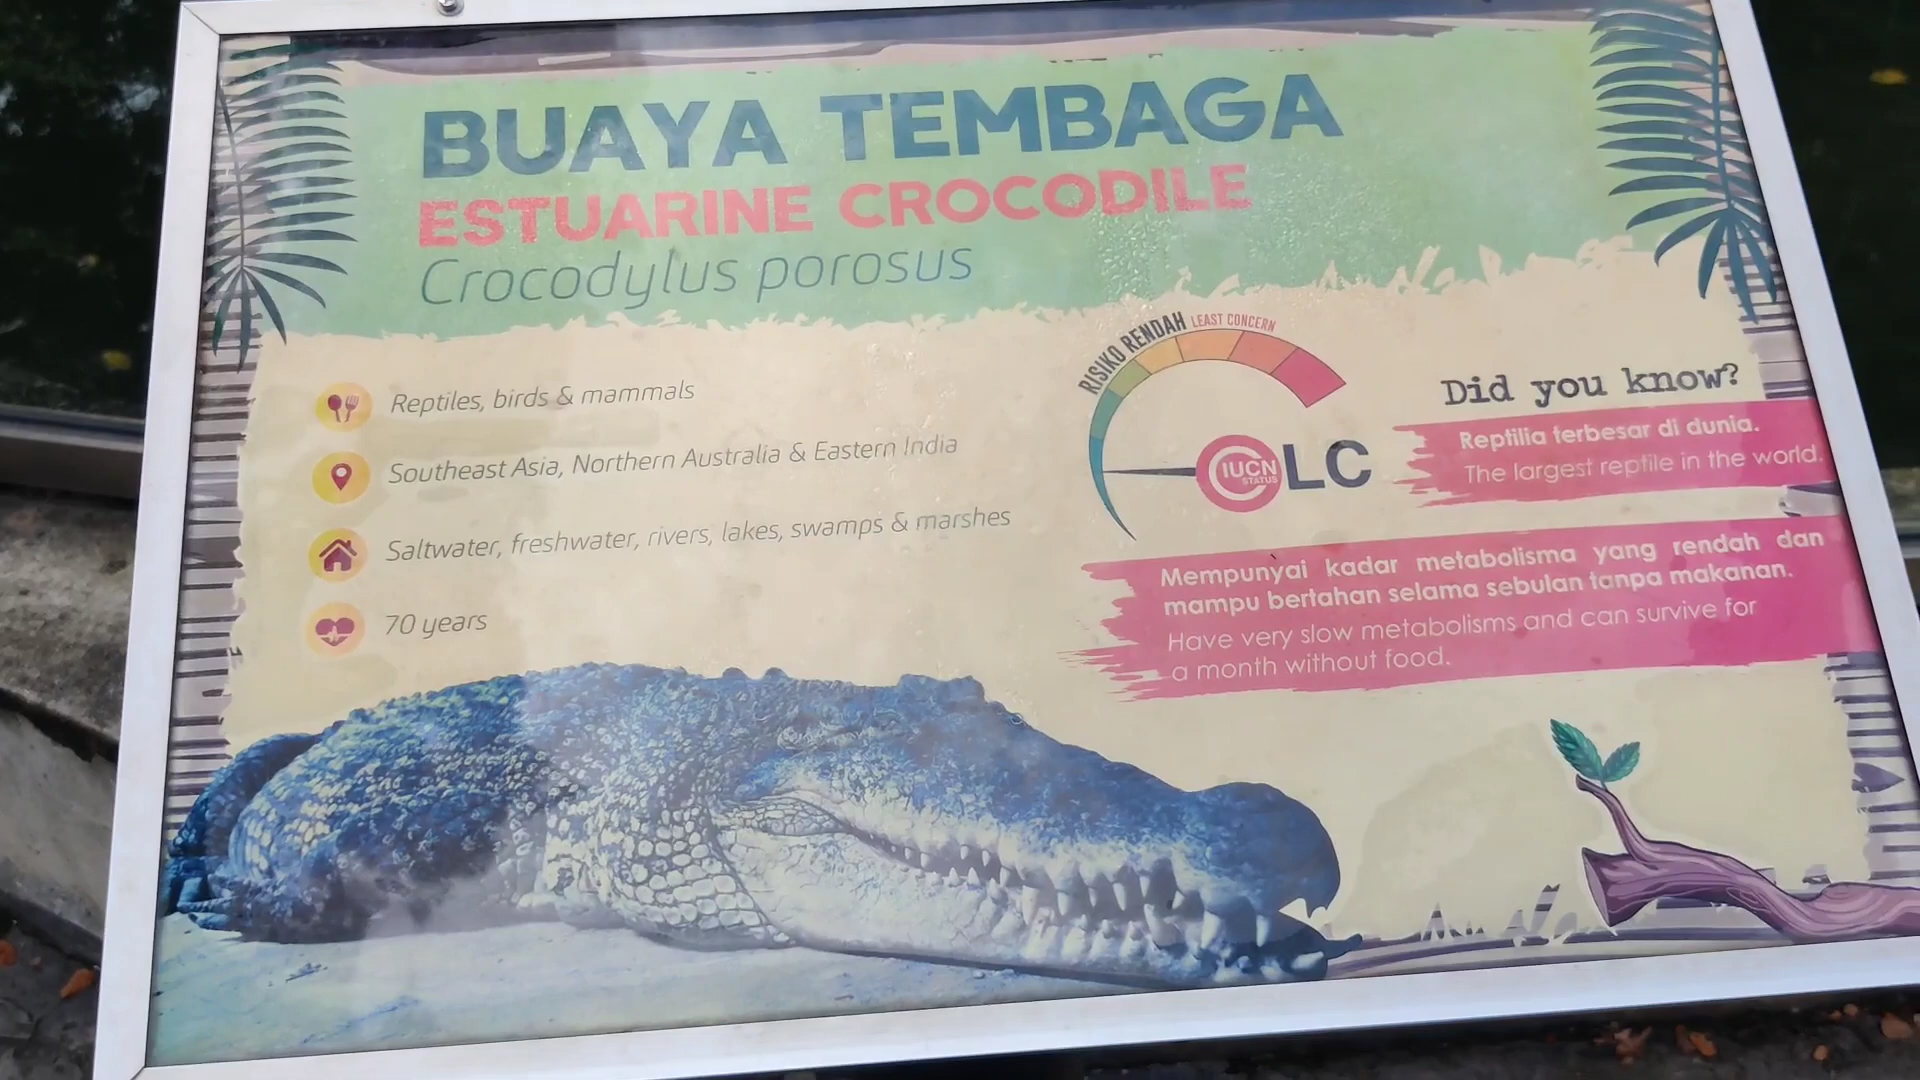 BUAYA TEMBAGA
ESTUARINE CROCODILE
Crocodylus porosus
Reptiles, birds & mammals
Southeast Asia, Northern Australia & Eastern India
Saltwater, freshwater, rivers, lakes, swamps & marshes
70 years
RISIKO RENDAH LEAST CONCERN
IUCN
STATUS
LC
Did you know?
Reptilia terbesar di dunia.
The largest reptile in the world.
Mempunyai kadar metabolisma yang rendah dan
mampu bertahan selama sebulan tanpa makanan.
Have very slow metabolisms and can survive for
a month without food.